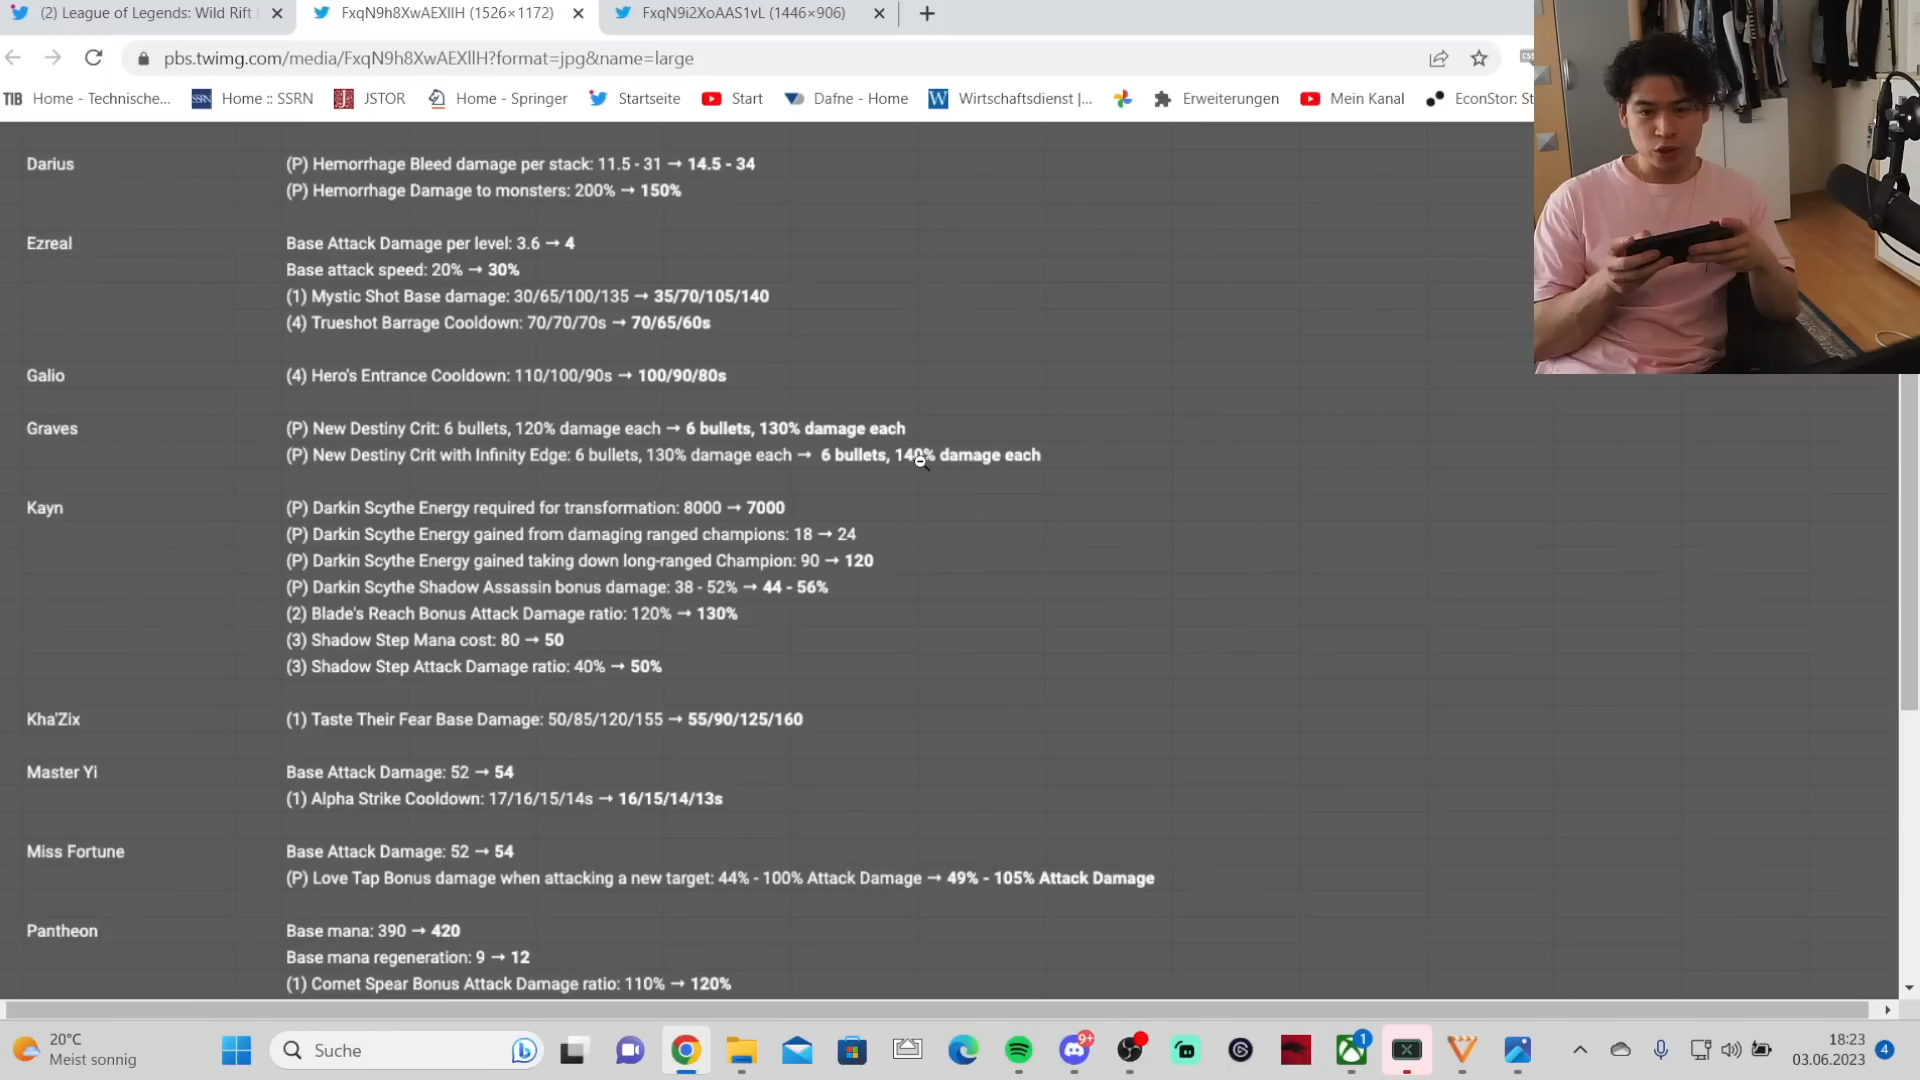 (2) League of Legends: Wild Rift
FxqN9h8XwAEXllH (1526×1172)
FxqN9i2XoAAS1vL (1446×906)
pbs.twimg.com/media/FxqN9h8XwAEXllH?format=jpg&name=large
TIB Home - Technische...
SSRN Home :: SSRN
JSTOR
Home - Springer
Startseite
Start
Dafne - Home
W Wirtschaftsdienst |...
Erweiterungen
Mein Kanal
EconStor: St
Darius
(P) Hemorrhage Bleed damage per stack: 11.5 - 31 → 14.5 - 34
(P) Hemorrhage Damage to monsters: 200% → 150%
Ezreal
Base Attack Damage per level: 3.6 → 4
Base attack speed: 20% → 30%
(1) Mystic Shot Base damage: 30/65/100/135 → 35/70/105/140
(4) Trueshot Barrage Cooldown: 70/70/70s → 70/65/60s
Galio
(4) Hero's Entrance Cooldown: 110/100/90s → 100/90/80s
Graves
(P) New Destiny Crit: 6 bullets, 120% damage each → 6 bullets, 130% damage each
(P) New Destiny Crit with Infinity Edge: 6 bullets, 130% damage each → 6 bullets, 140% damage each
Kayn
(P) Darkin Scythe Energy required for transformation: 8000 → 7000
(P) Darkin Scythe Energy gained from damaging ranged champions: 18 → 24
(P) Darkin Scythe Energy gained taking down long-ranged Champion: 90 → 120
(P) Darkin Scythe Shadow Assassin bonus damage: 38 - 52% → 44 - 56%
(2) Blade's Reach Bonus Attack Damage ratio: 120% → 130%
(3) Shadow Step Mana cost: 80 → 50
(3) Shadow Step Attack Damage ratio: 40% → 50%
Kha'Zix
(1) Taste Their Fear Base Damage: 50/85/120/155 → 55/90/125/160
Master Yi
Base Attack Damage: 52 → 54
(1) Alpha Strike Cooldown: 17/16/15/14s → 16/15/14/13s
Miss Fortune
Base Attack Damage: 52 → 54
(P) Love Tap Bonus damage when attacking a new target: 44% - 100% Attack Damage → 49% - 105% Attack Damage
Pantheon
Base mana: 390 → 420
Base mana regeneration: 9 → 12
(1) Comet Spear Bonus Attack Damage ratio: 110% → 120%
20°C
Meist sonnig
Suche
9+
1
18:23
03.06.2023
4